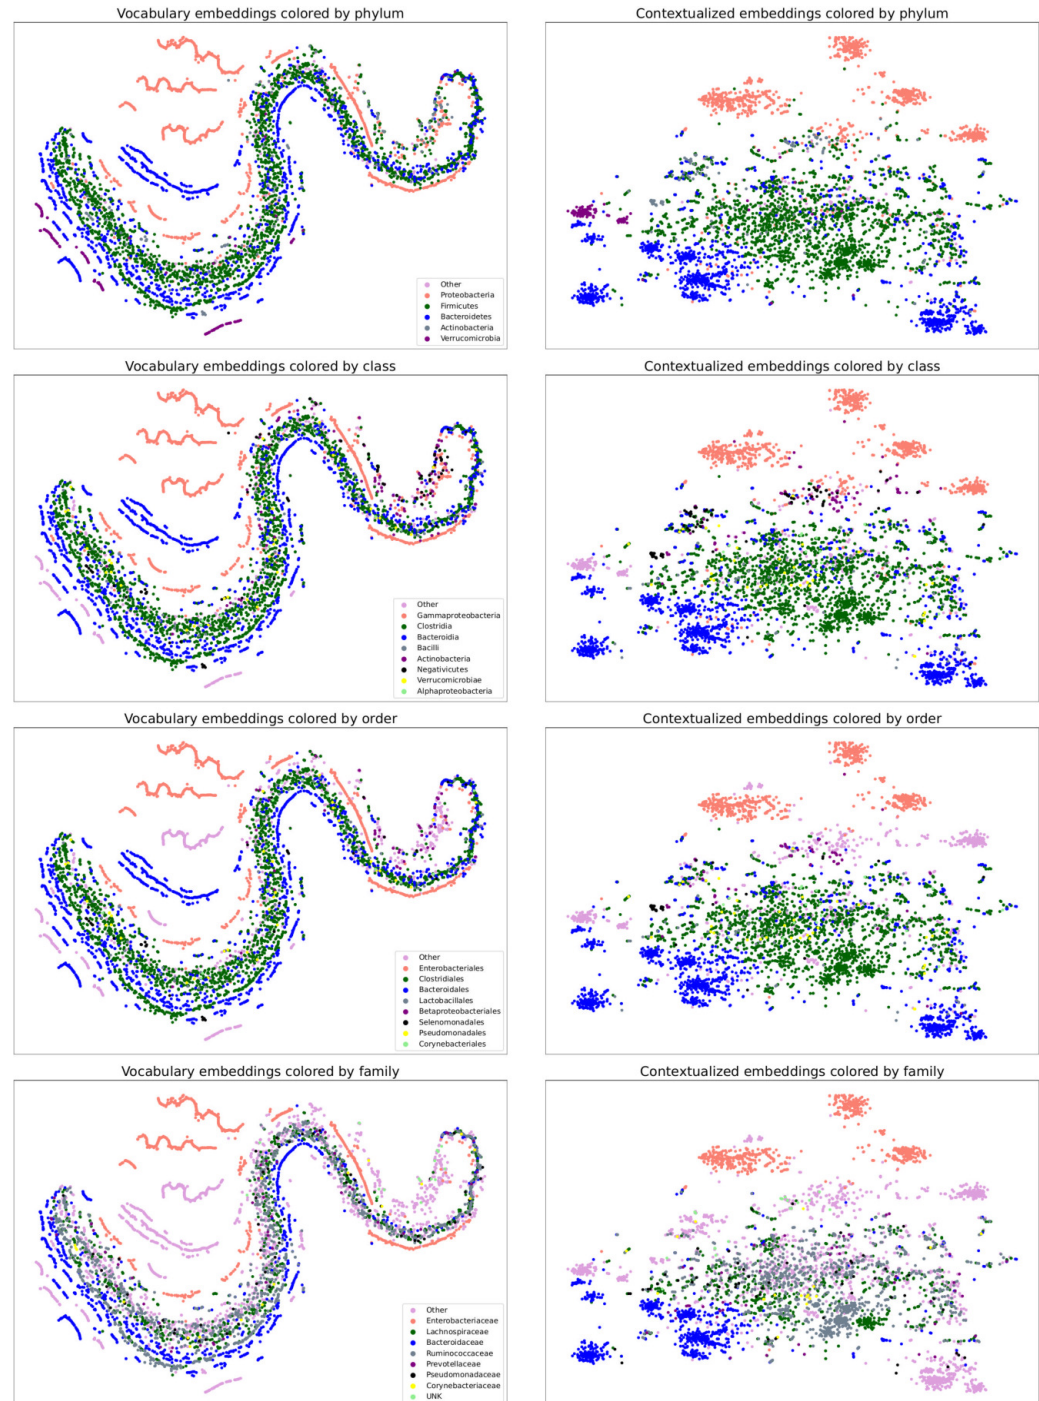 Vocabulary embeddings colored by phylum
Contextualized embeddings colored by phylum
Other
Proteobacteria
Firmicutes
Bacteroidetes
Actinobacteria
Verrucomicrobia
Vocabulary embeddings colored by class
Contextualized embeddings colored by class
Other
Gammaproteobacteria
Clostridia
Bacteroidia
Bacilli
Actinobacteria
Negativicutes
Verrucomicrobiae
Alphaproteobacteria
Vocabulary embeddings colored by order
Contextualized embeddings colored by order
Other
Enterobacteriales
Clostridiales
Bacteroidales
Lactobacillales
Betaproteobacteriales
Selenomonadales
Pseudomonadales
Corynebacteriales
Vocabulary embeddings colored by family
Contextualized embeddings colored by family
Other
Enterobacteriaceae
Lachnospiraceae
Bacteroidaceae
Ruminococcaceae
Prevotellaceae
Pseudomonadaceae
Corynebacteriaceae
UNK